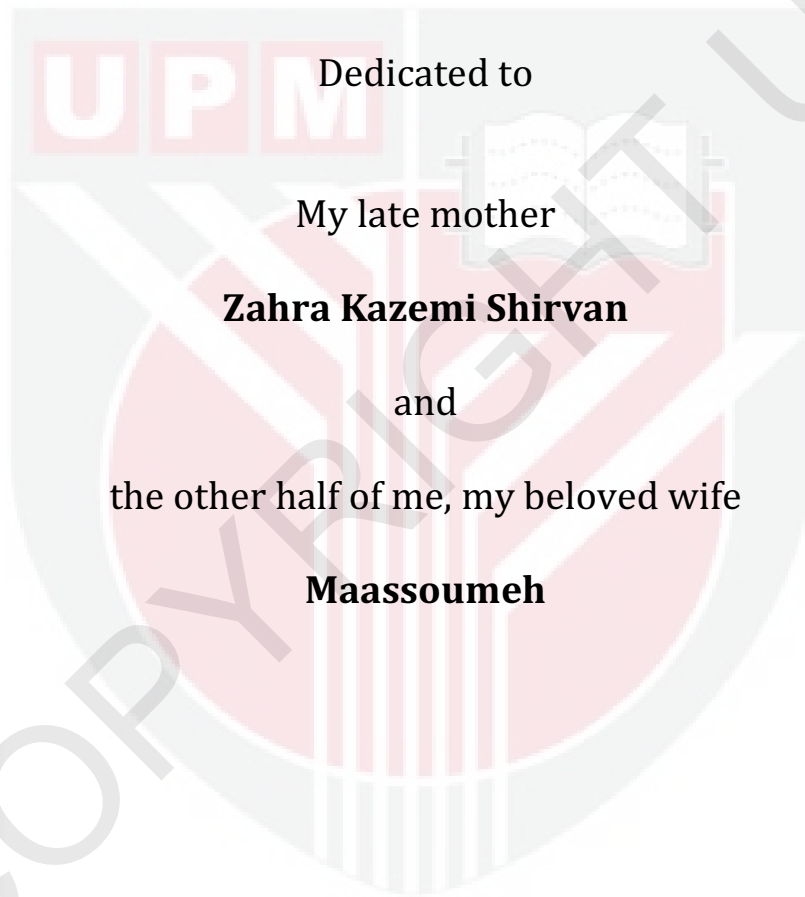 UPM
Dedicated to
My late mother
Zahra Kazemi Shirvan
and
the other half of me, my beloved wife
Maassoumeh
COPYRIGHT U